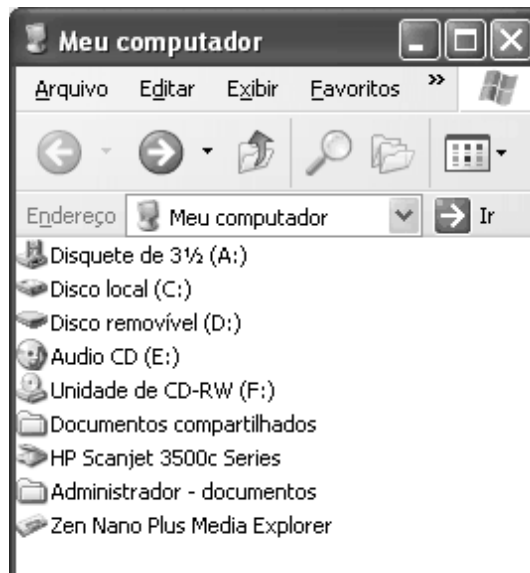 Meu computador
Arquivo Editar Exibir Favoritos »
Endereço Meu computador Ir
Disquete de 3½ (A:)
Disco local (C:)
Disco removível (D:)
Audio CD (E:)
Unidade de CD-RW (F:)
Documentos compartilhados
HP Scanjet 3500c Series
Administrador - documentos
Zen Nano Plus Media Explorer